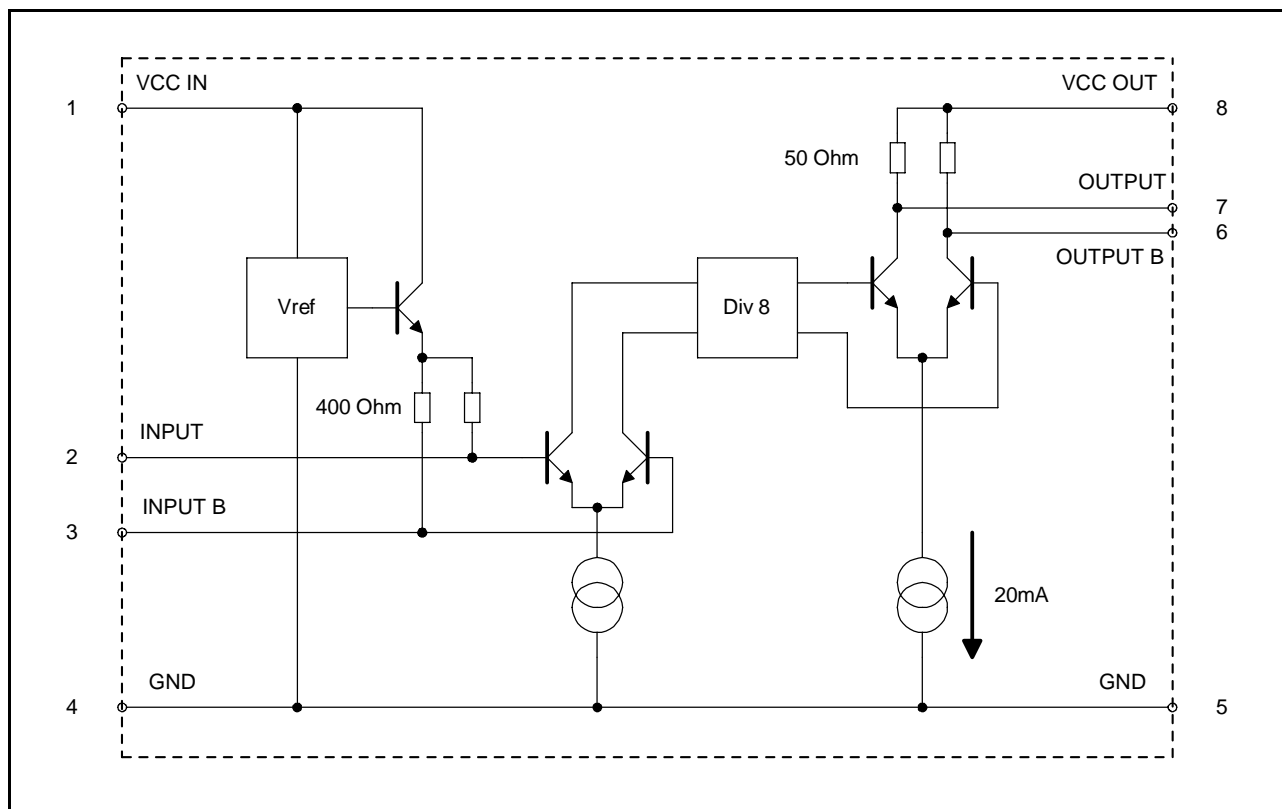 VCC IN
VCC OUT
1
8
50 Ohm
OUTPUT
7
6
OUTPUT B
Vref
Div 8
400 Ohm
INPUT
2
INPUT B
3
20mA
GND
GND
4
5